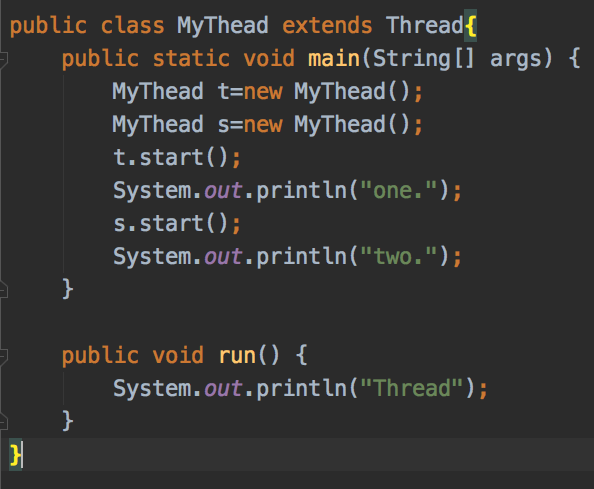 public class MyThead extends Thread{
    public static void main(String[] args) {
        MyThead t=new MyThead();
        MyThead s=new MyThead();
        t.start();
        System.out.println("one.");
        s.start();
        System.out.println("two.");
    }

    public void run() {
        System.out.println("Thread");
    }
}